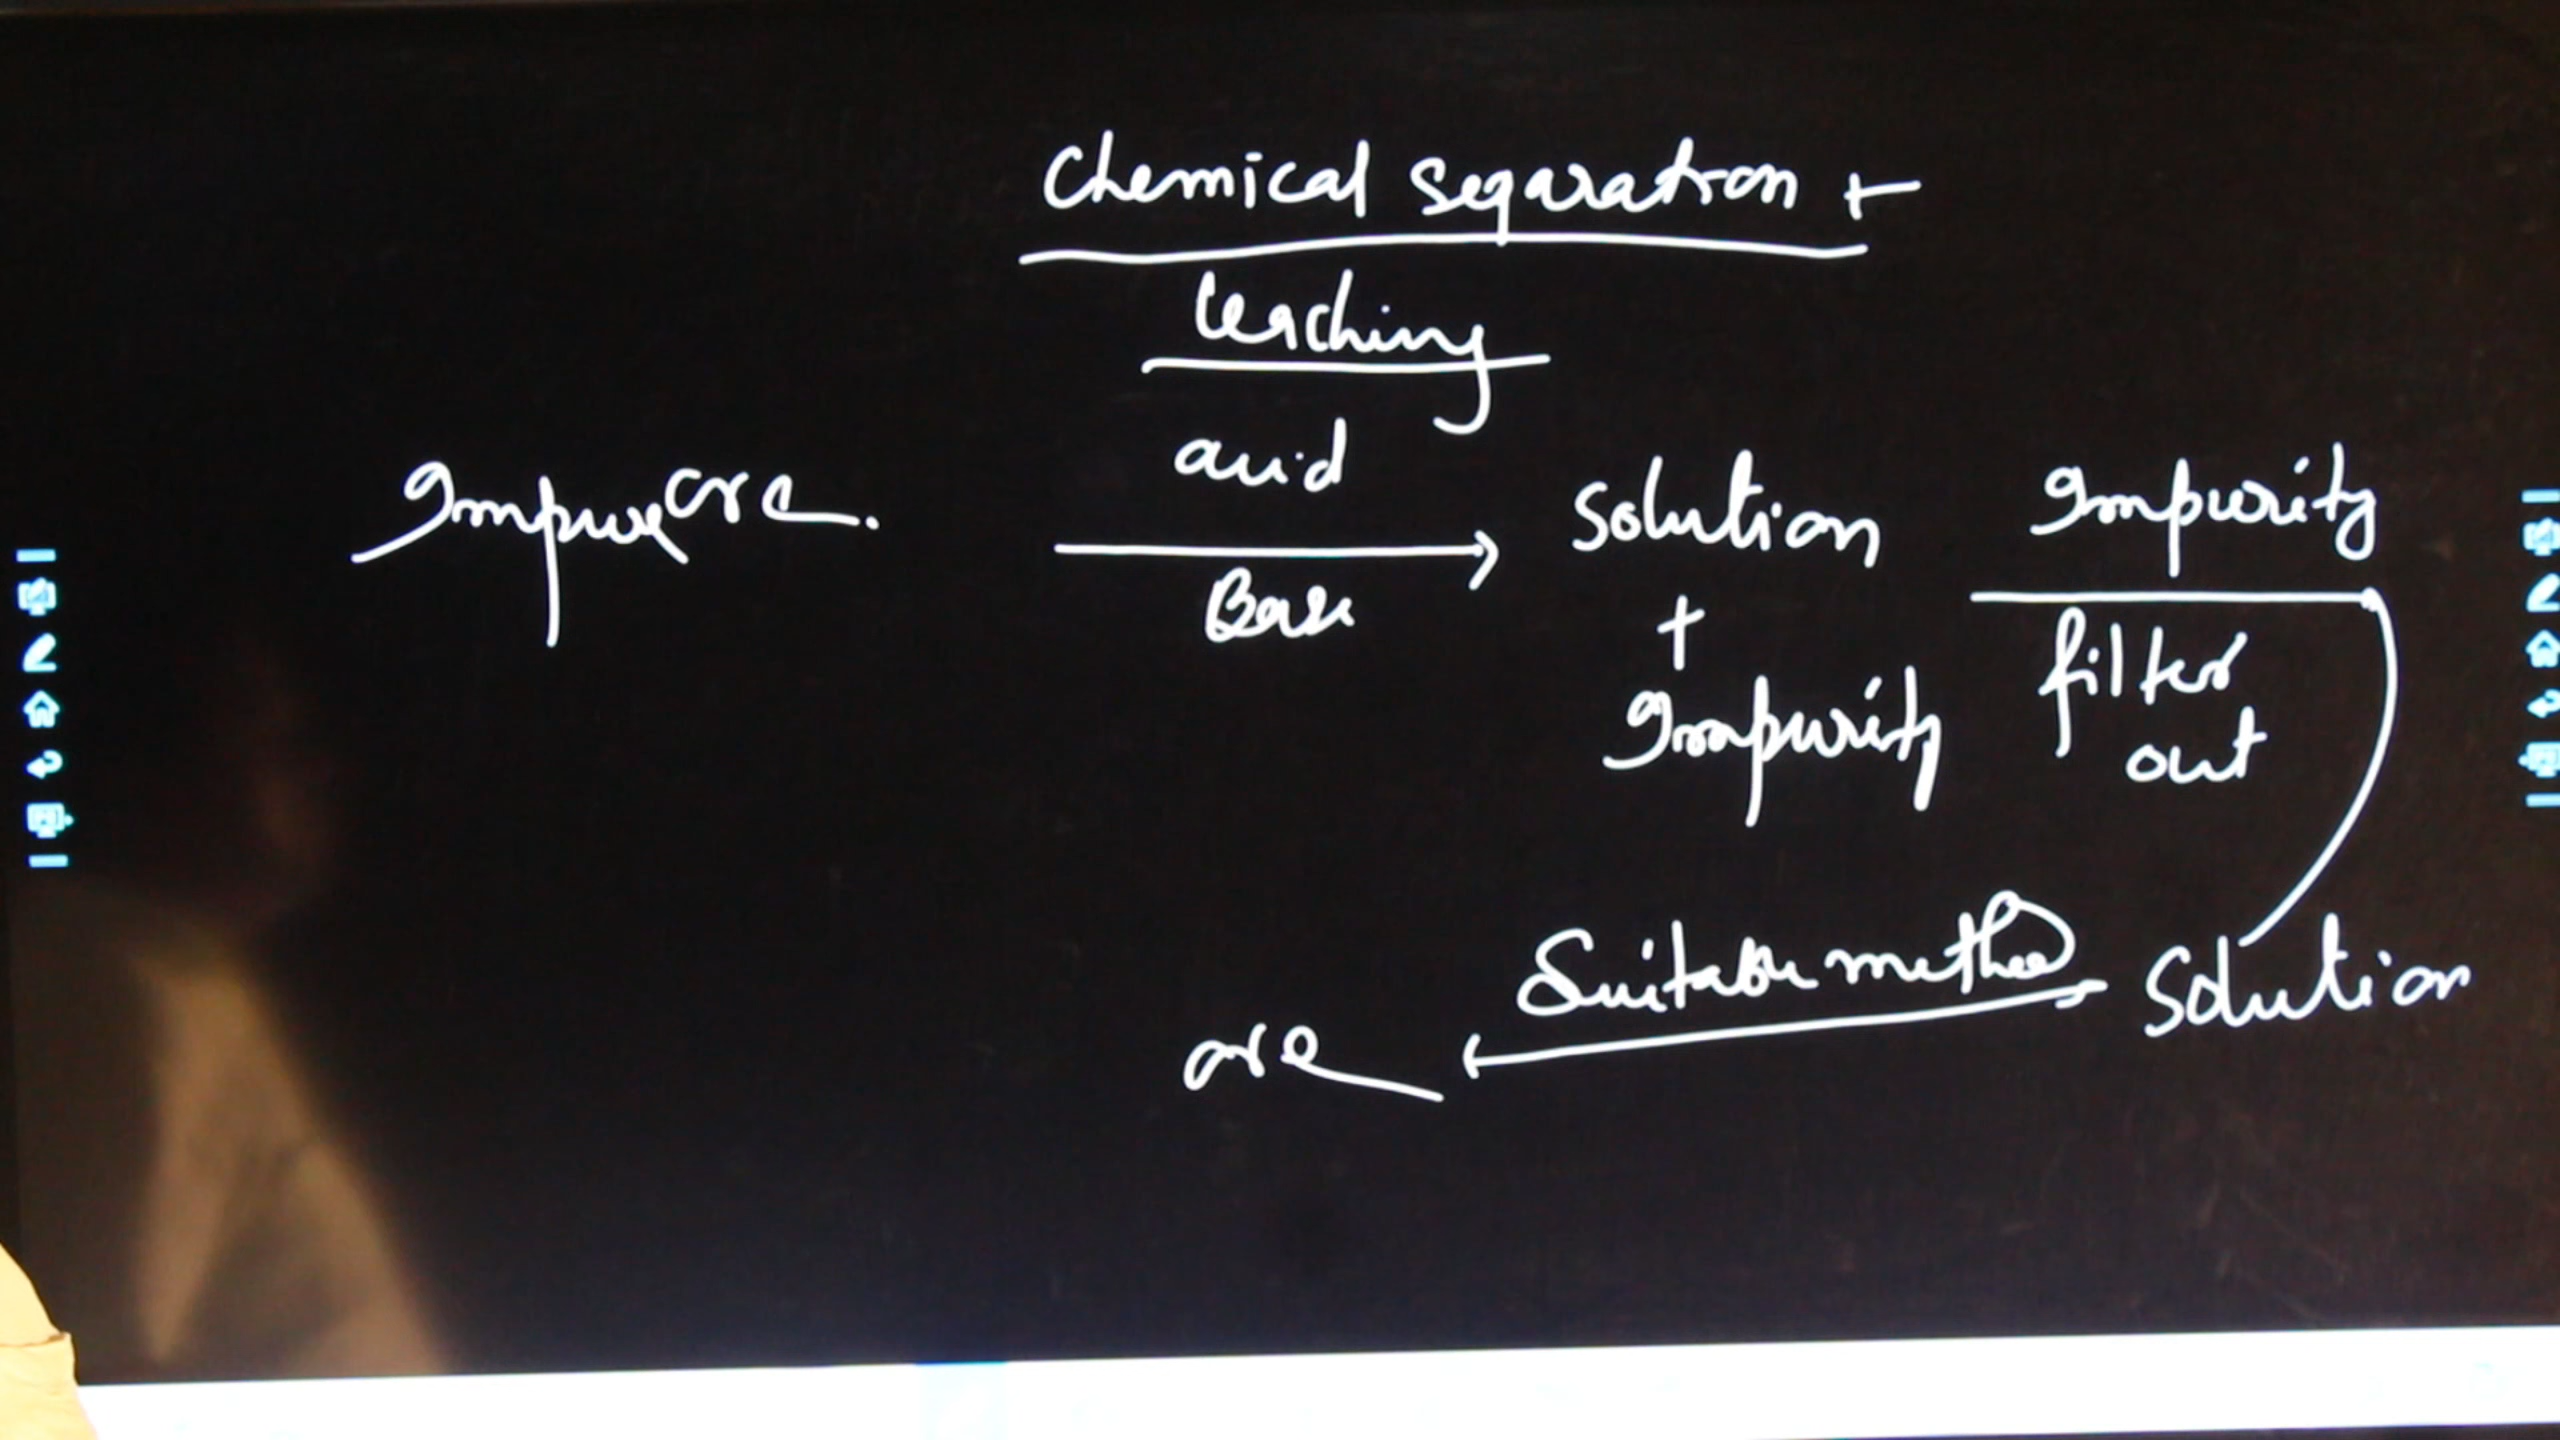 Chemical separation
Leaching
Impure ore.
acid
Base
Solution
+
Impurity
Impurity
filter
out
Solution
Suitable method
ore